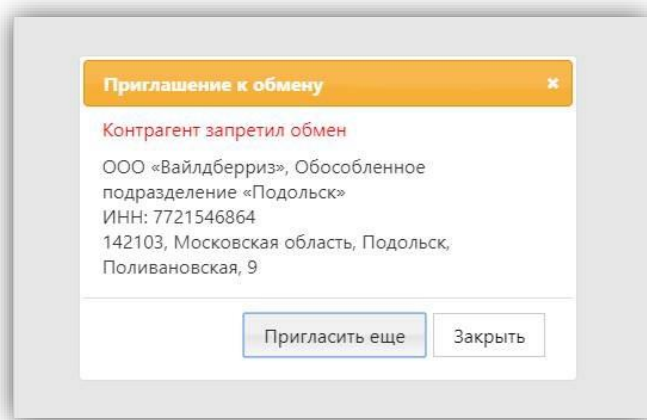 Приглашение к обмену ×
Контрагент запретил обмен
ООО «Вайлдберриз», Обособленное
подразделение «Подольск»
ИНН: 7721546864
142103, Московская область, Подольск,
Поливановская, 9
Пригласить еще Закрыть